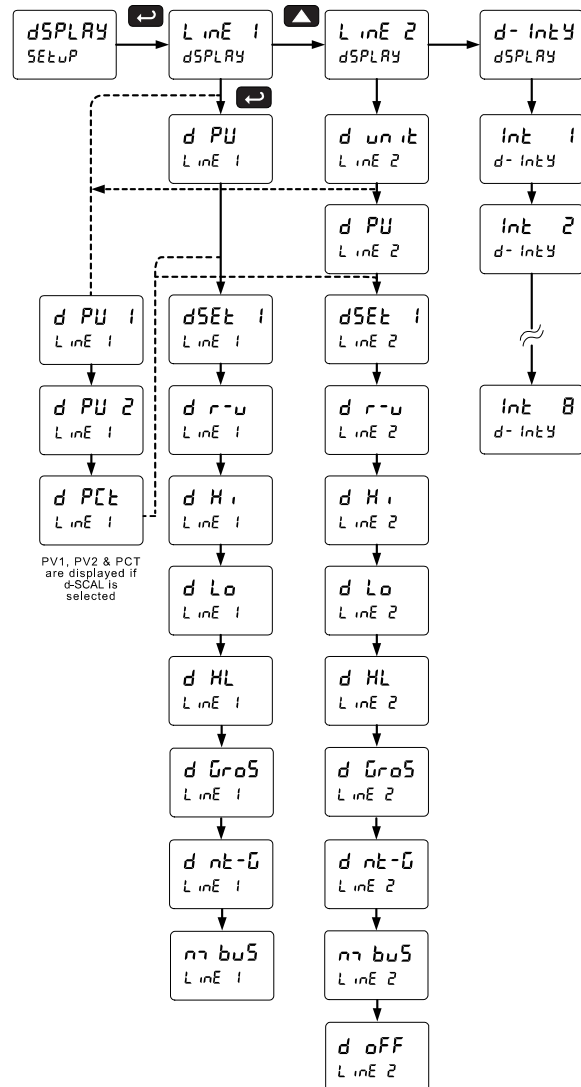 dSPLAY
SEtuP
LinE 1
dSPLAY
LinE 2
dSPLAY
d-IntY
dSPLAY
d PV
LinE 1
d unit
LinE 2
Int 1
d-IntY
d PV
LinE 2
Int 2
d-IntY
d PV 1
LinE 1
dSEt 1
LinE 1
dSEt 1
LinE 2
d PV 2
LinE 1
d r-u
LinE 1
d r-u
LinE 2
Int 8
d-IntY
d PCt
LinE 1
d Hi
LinE 1
d Hi
LinE 2
PV1, PV2 & PCT
are displayed if
d-SCAL is
selected
d Lo
LinE 1
d Lo
LinE 2
d HL
LinE 1
d HL
LinE 2
d GroS
LinE 1
d GroS
LinE 2
d nt-G
LinE 1
d nt-G
LinE 2
m buS
LinE 1
m buS
LinE 2
d oFF
LinE 2